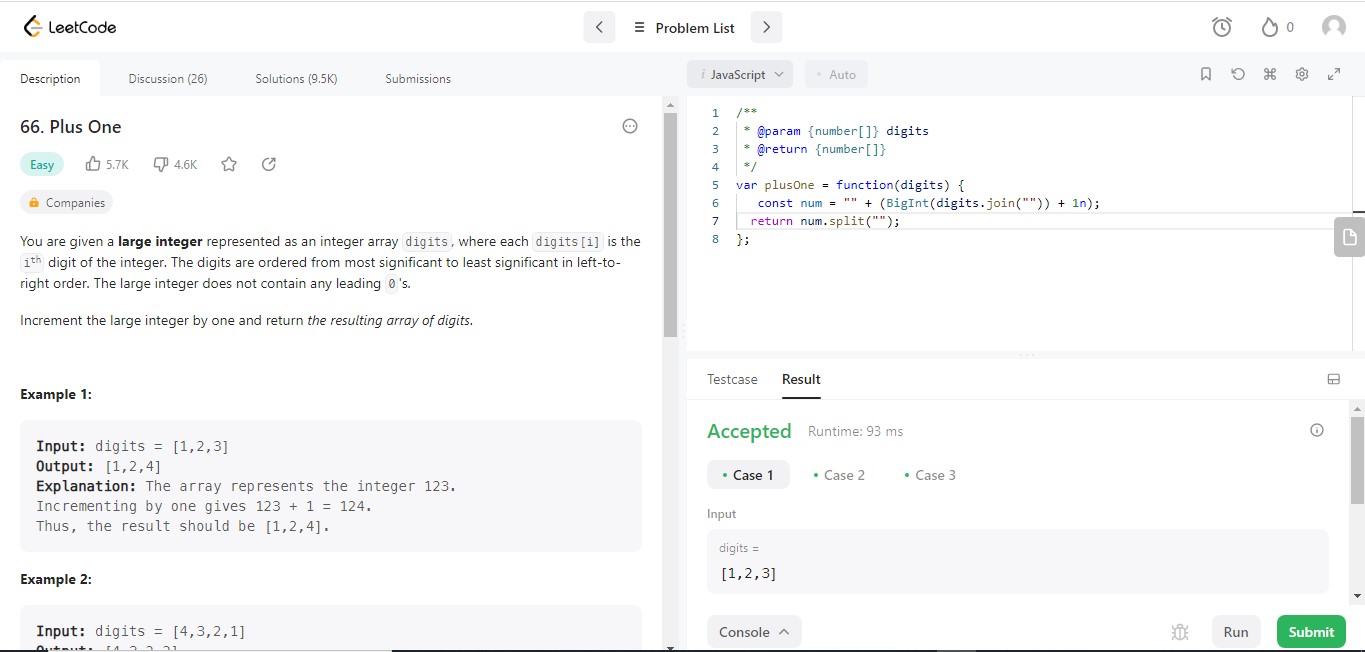 LeetCode
Problem List
0
Description
Discussion (26)
Solutions (9.5K)
Submissions
i JavaScript
Auto
66. Plus One
Easy
5.7K
4.6K
Companies
You are given a large integer represented as an integer array digits, where each digits[i] is the
ith digit of the integer. The digits are ordered from most significant to least significant in left-to-
right order. The large integer does not contain any leading 0's.
Increment the large integer by one and return the resulting array of digits.
Example 1:
Input: digits = [1,2,3]
Output: [1,2,4]
Explanation: The array represents the integer 123.
Incrementing by one gives 123 + 1 = 124.
Thus, the result should be [1,2,4].
Example 2:
Input: digits = [4,3,2,1]
1 /**
2 * @param {number[]} digits
3 * @return {number[]}
4 */
5 var plusOne = function(digits) {
6 const num = "" + (BigInt(digits.join("")) + 1n);
7 return num.split("");
8 };
Testcase
Result
Accepted
Runtime: 93 ms
Case 1
Case 2
Case 3
Input
digits =
[1,2,3]
Console
Run
Submit